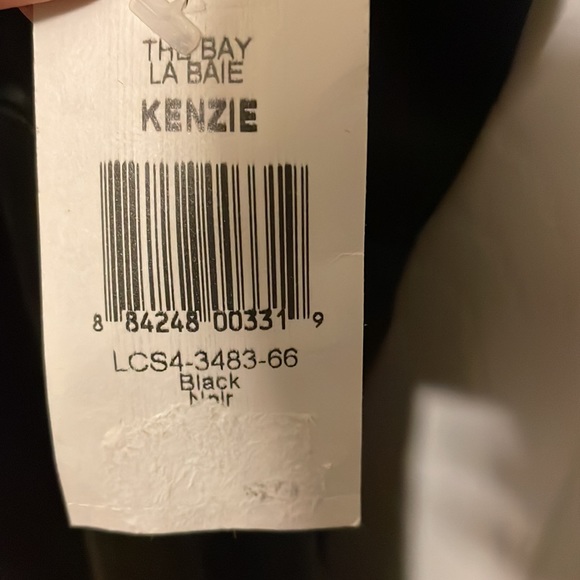 THE BAY
LA BAIE
KENZIE
8 84248 00331 9
LCS4-3483-66
Black
Noir